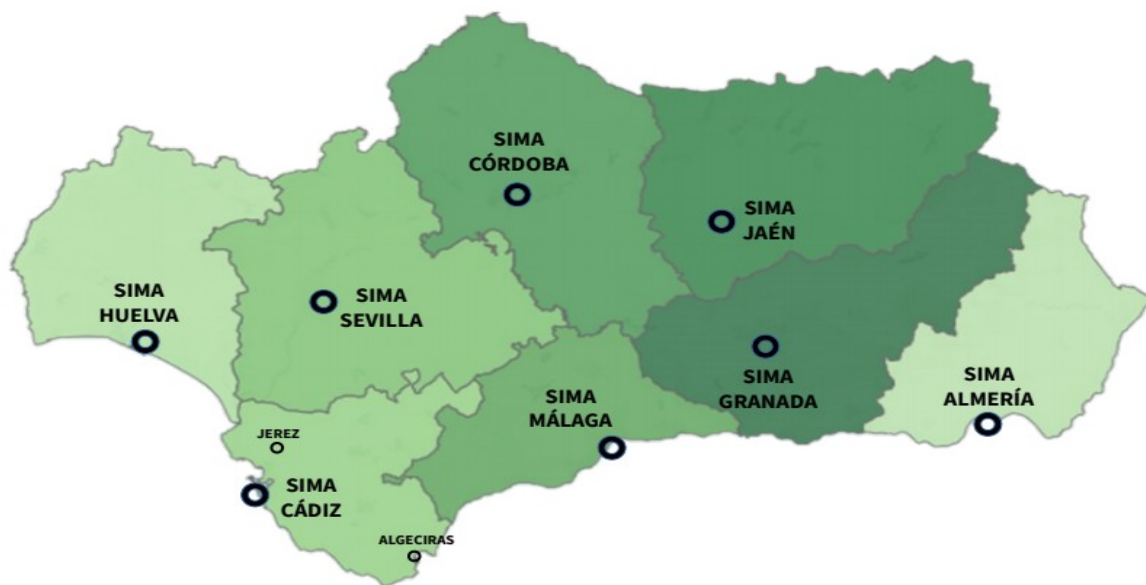 SIMA
CÓRDOBA
SIMA
JAÉN
SIMA
HUELVA
SIMA
SEVILLA
SIMA
MÁLAGA
SIMA
GRANADA
SIMA
ALMERÍA
JEREZ
SIMA
CÁDIZ
ALGECIRAS